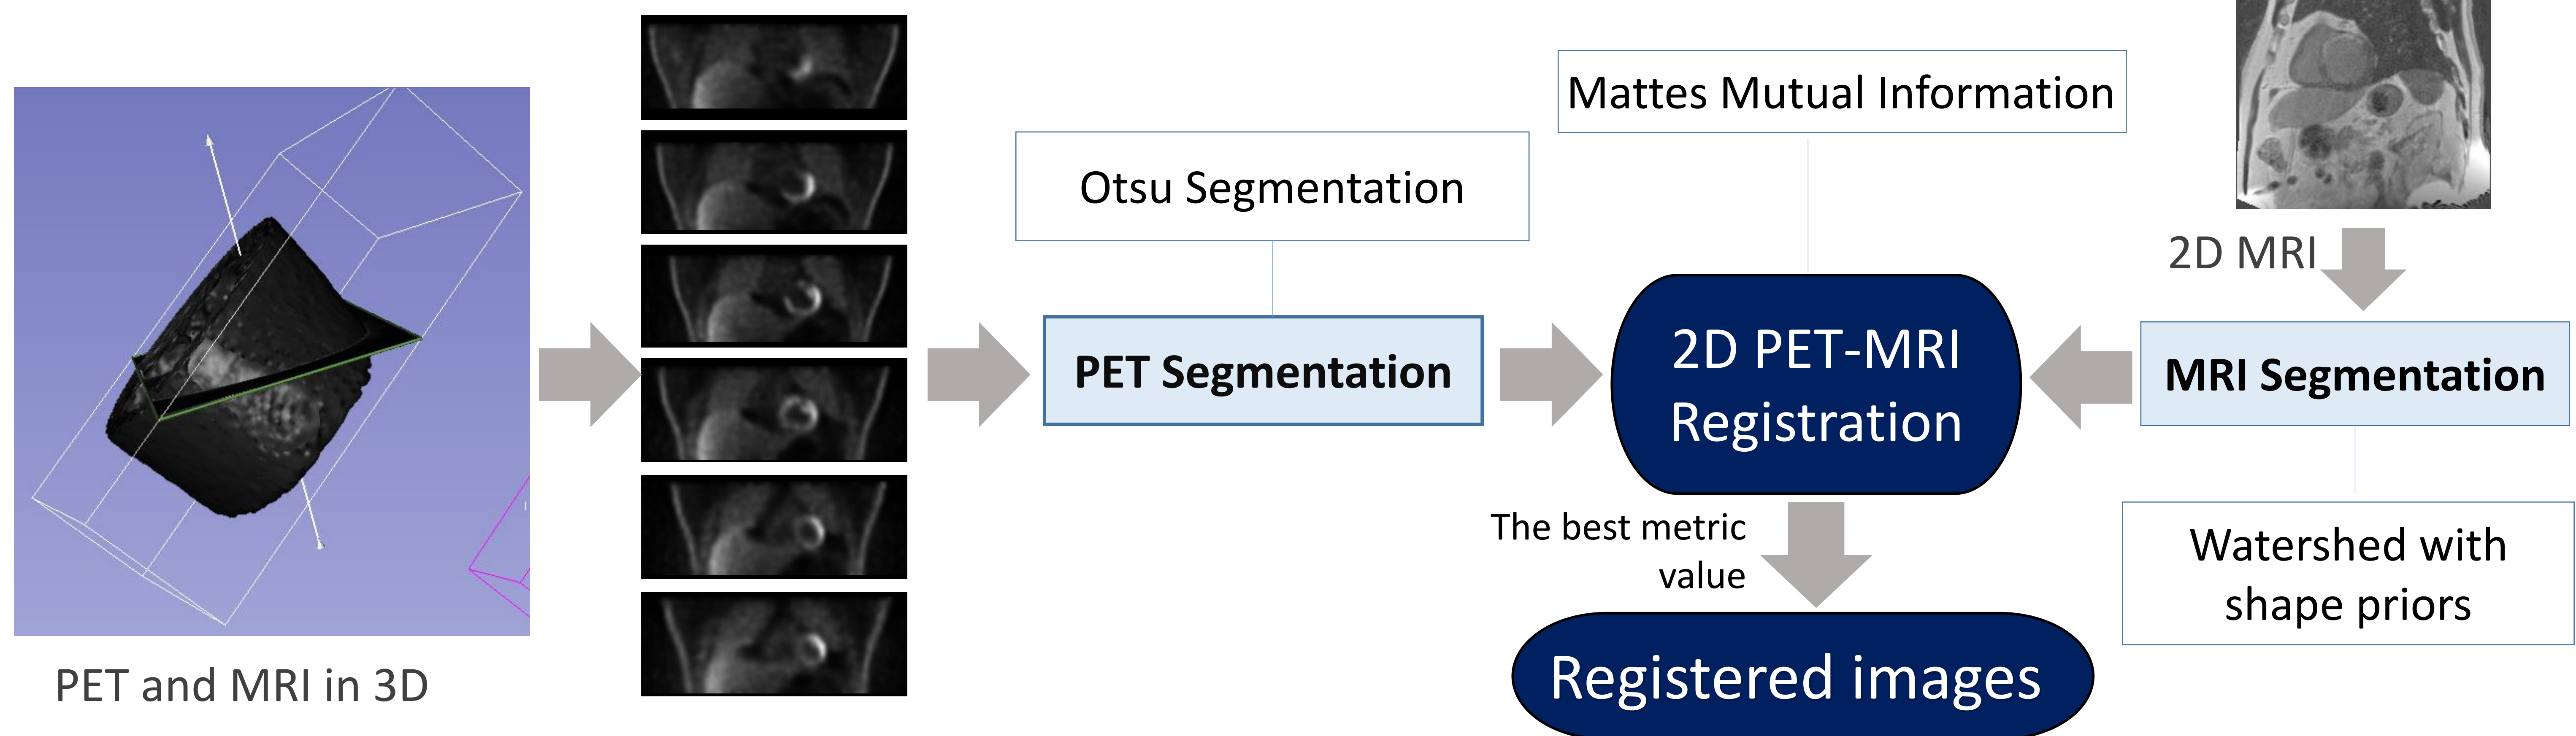 PET and MRI in 3D
Otsu Segmentation
PET Segmentation
Mattes Mutual Information
2D PET-MRI
Registration
The best metric
value
Registered images
2D MRI
MRI Segmentation
Watershed with
shape priors